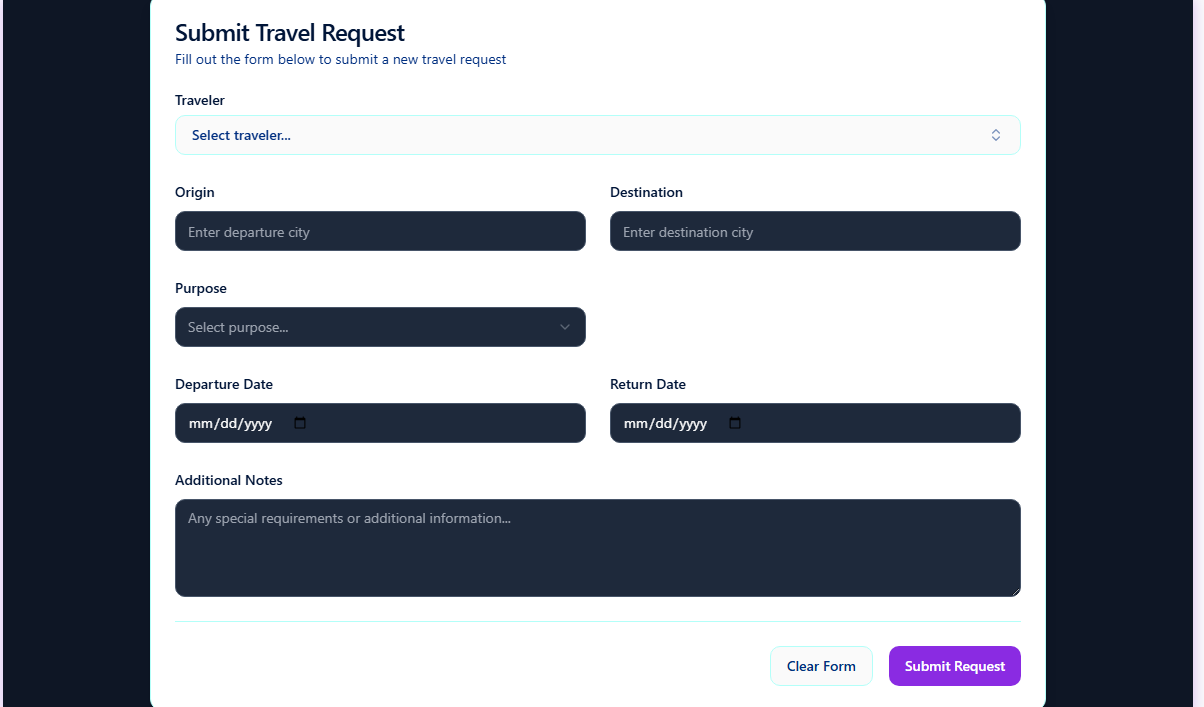 Submit Travel Request
Fill out the form below to submit a new travel request
Traveler
Select traveler...
Origin
Destination
Enter departure city
Enter destination city
Purpose
Select purpose...
Departure Date
Return Date
mm/dd/yyyy
mm/dd/yyyy
Additional Notes
Any special requirements or additional information...
Clear Form
Submit Request